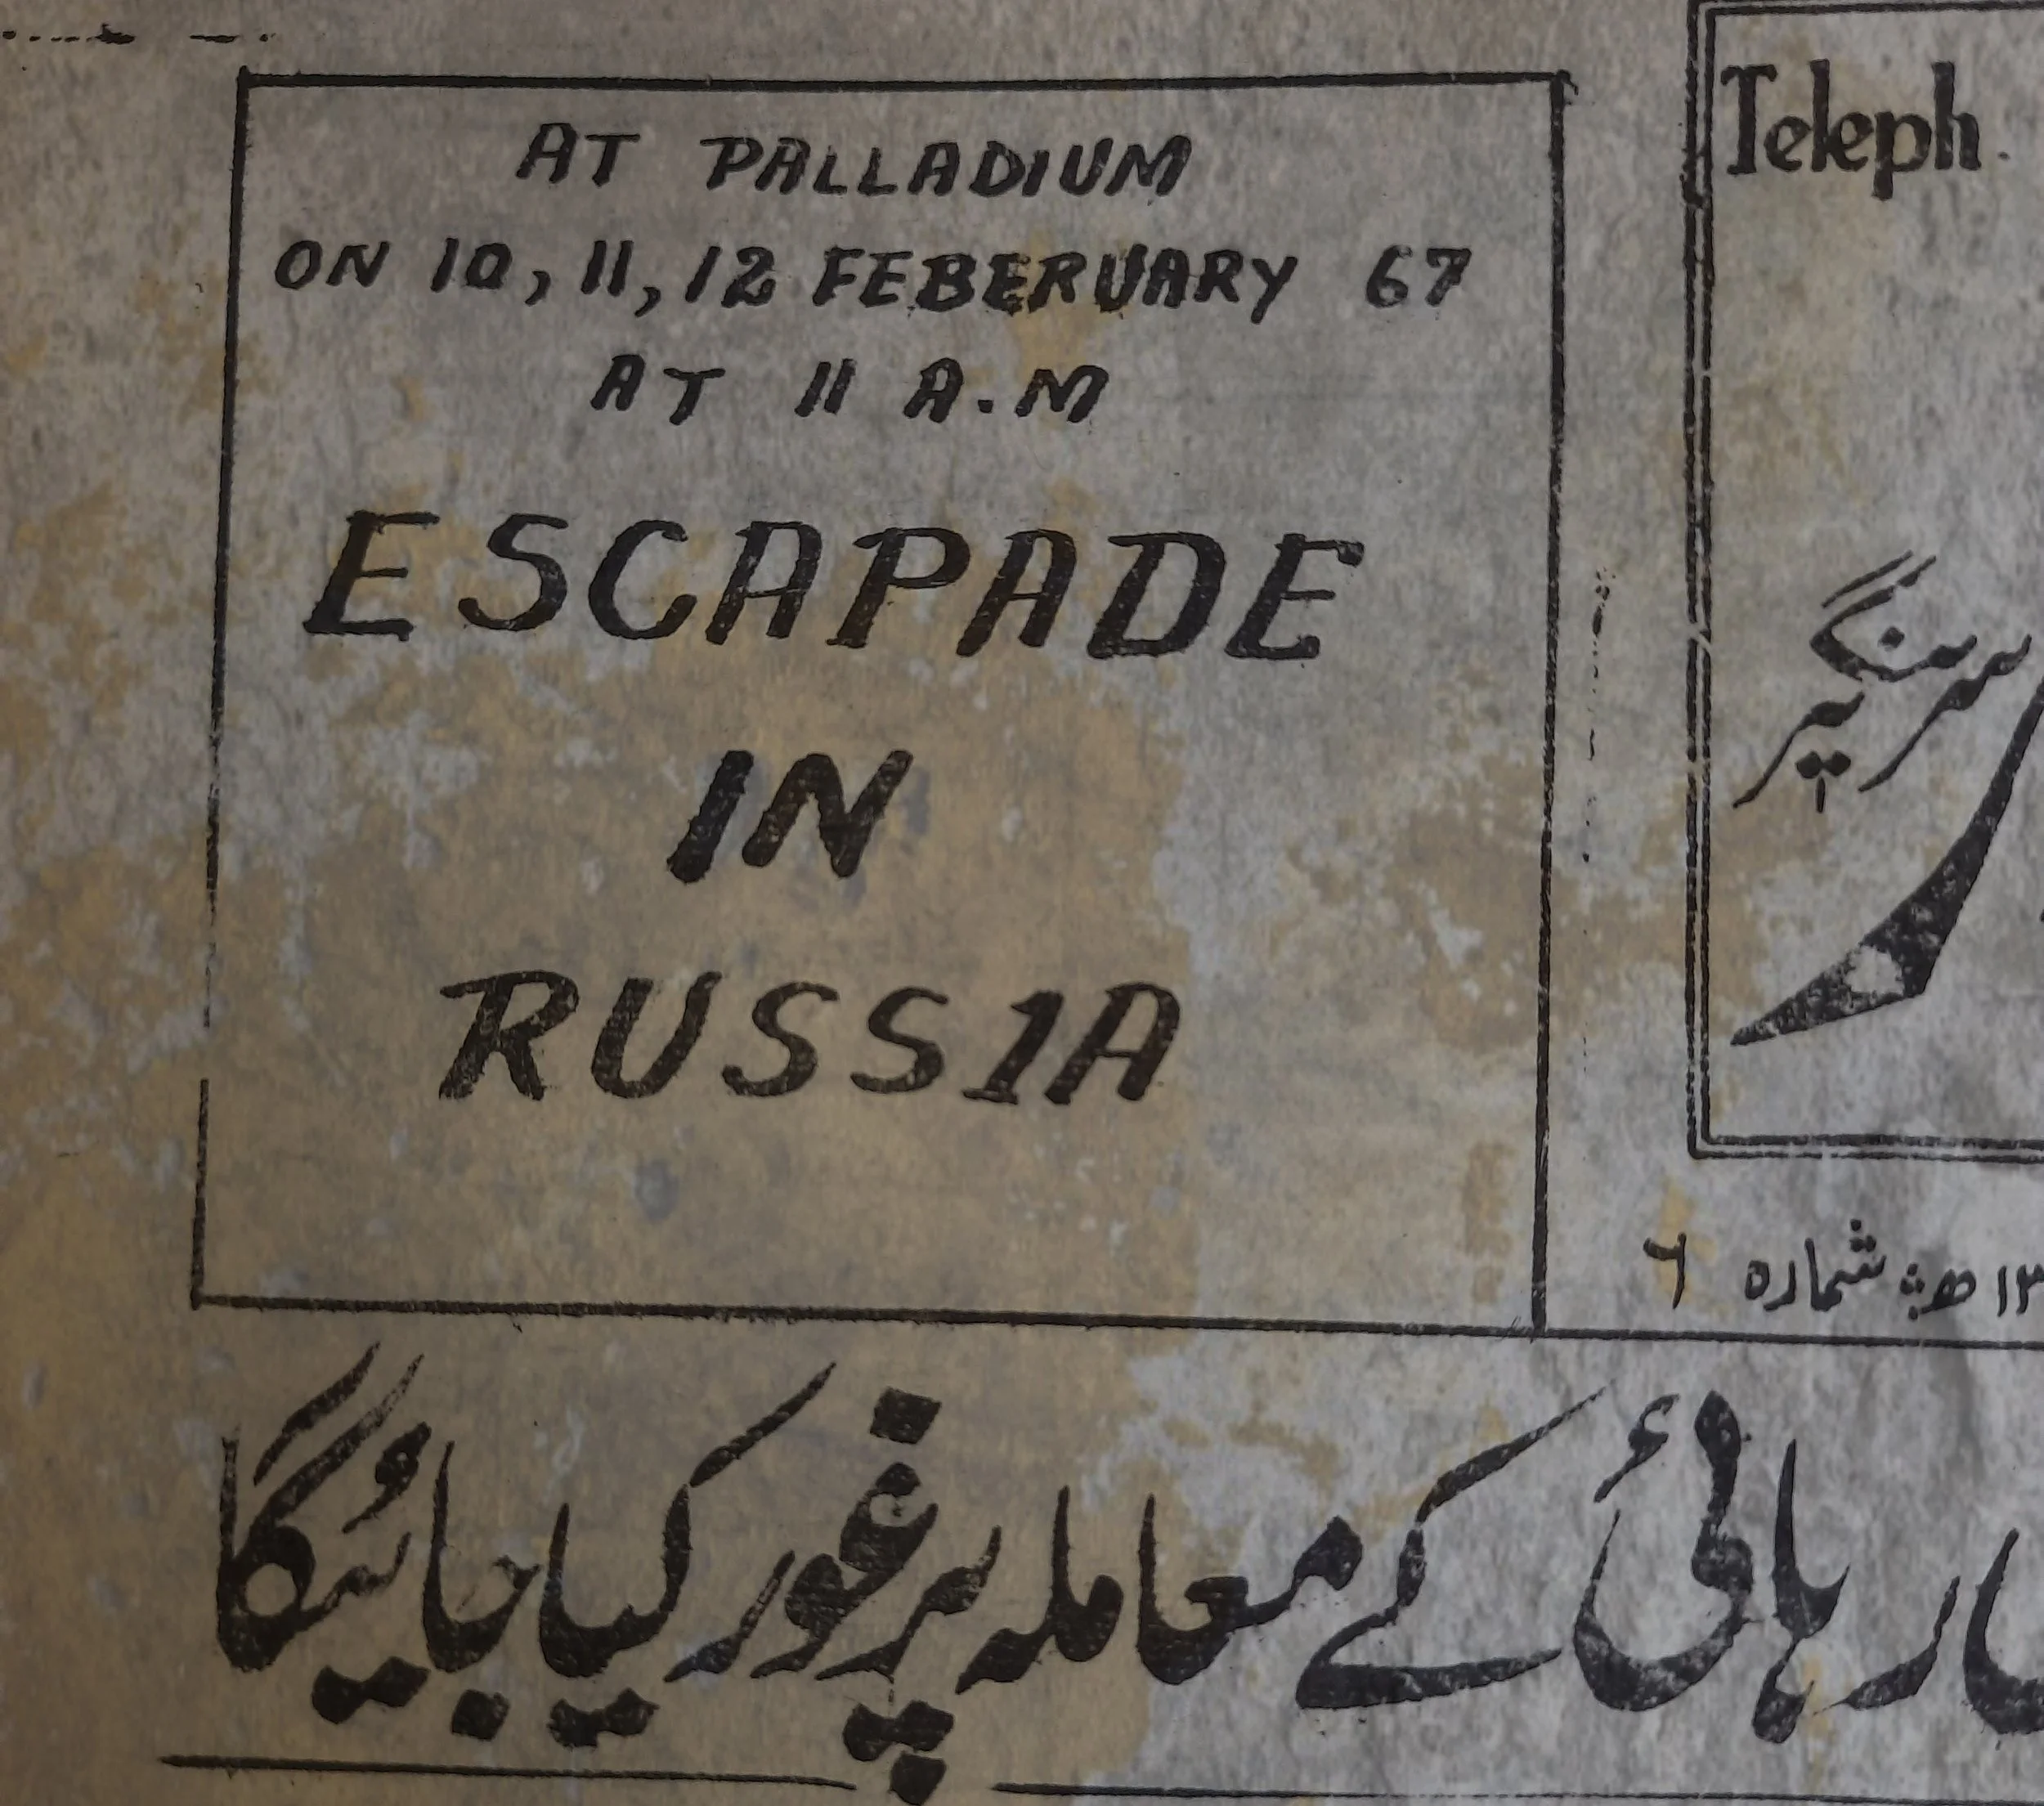 AT PALLADIUM
ON 10, 11, 12 FEBERUARY 67
AT 11 A.M
ESCAPADE
IN
RUSSIA
Teleph.
سرینگر
۱۳ھ شمارہ ۶
رہائی کے معاملہ پر غور کیا جائیگا